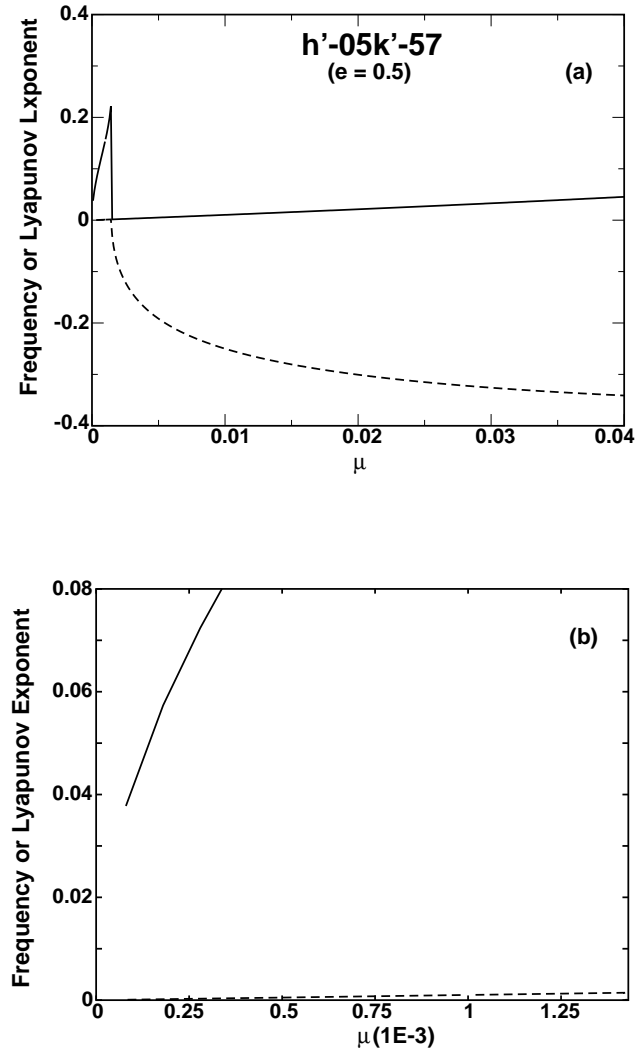 h'-05k'-57
(e = 0.5)
(a)
Frequency or Lyapunov Lxponent
0.4
0.2
0
-0.2
-0.4
0
0.01
0.02
0.03
0.04
μ
(b)
Frequency or Lyapunov Exponent
0.08
0.06
0.04
0.02
0
0
0.25
0.5
0.75
1
1.25
μ(1E-3)